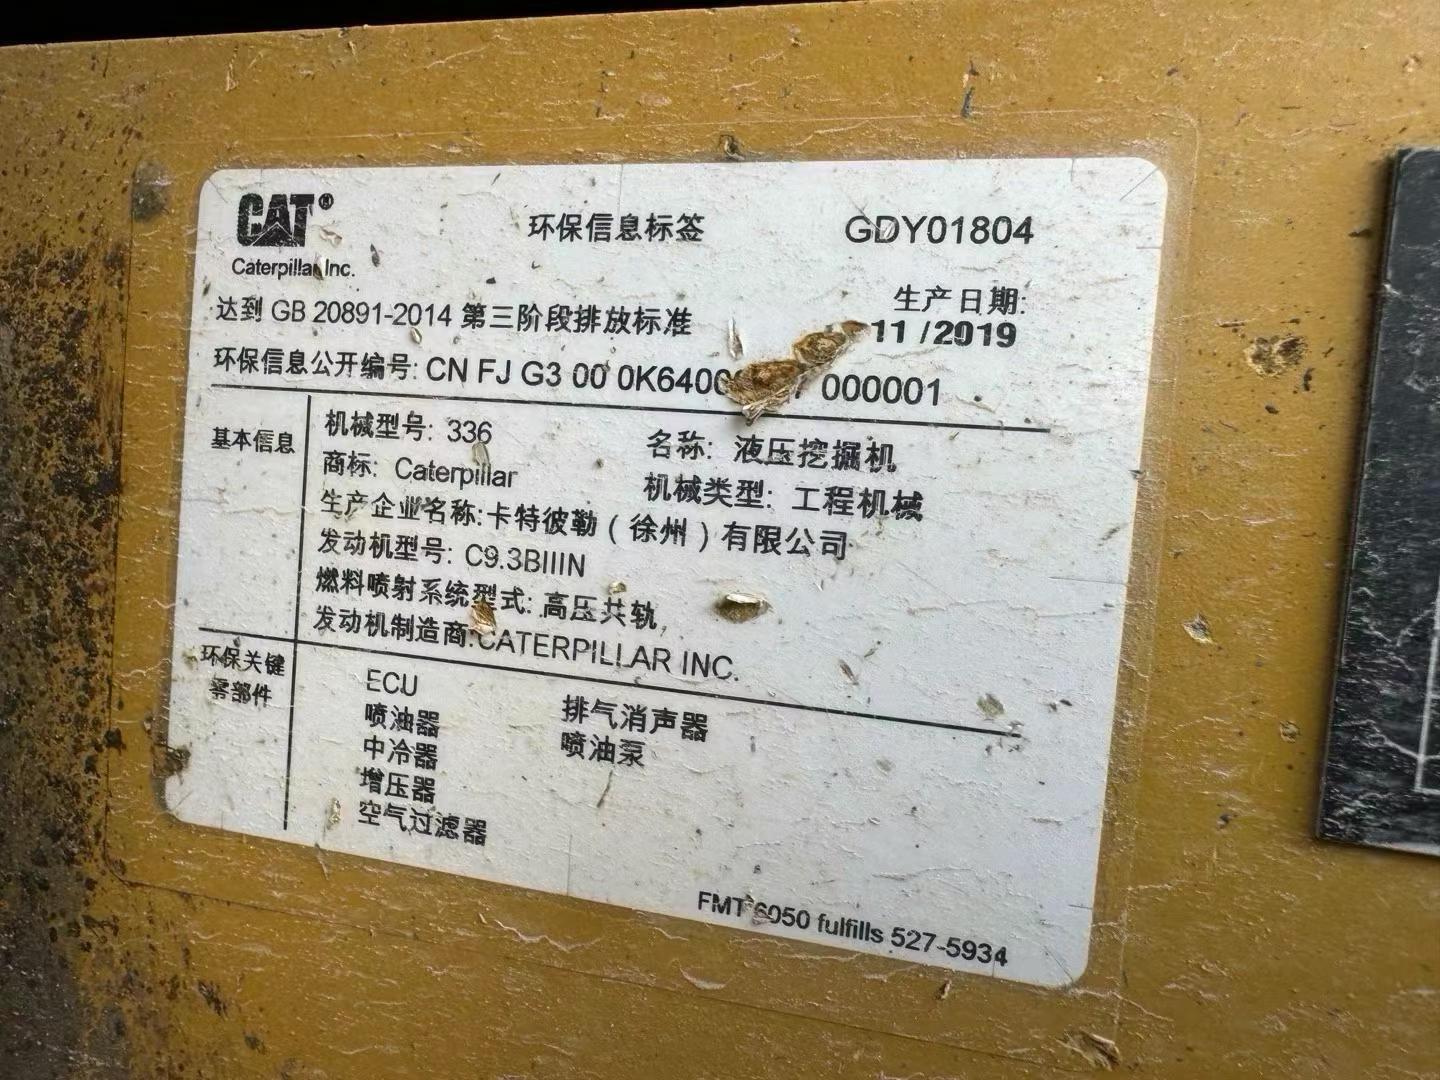 CAT®
Caterpillar Inc.
环保信息标签
GDY01804
达到 GB 20891-2014 第三阶段排放标准
生产日期:
11 /2019
环保信息公开编号: CN FJ G3 00 0K6400 000001
基本信息
机械型号: 336
名称: 液压挖掘机
商标: Caterpillar
机械类型: 工程机械
生产企业名称:卡特彼勒（徐州）有限公司
发动机型号: C9.3BIIIN
燃料喷射系统型式: 高压共轨
发动机制造商:CATERPILLAR INC.
环保关键
零部件
ECU
喷油器
排气消声器
中冷器
喷油泵
增压器
空气过滤器
FMT 6050 fulfills 527-5934